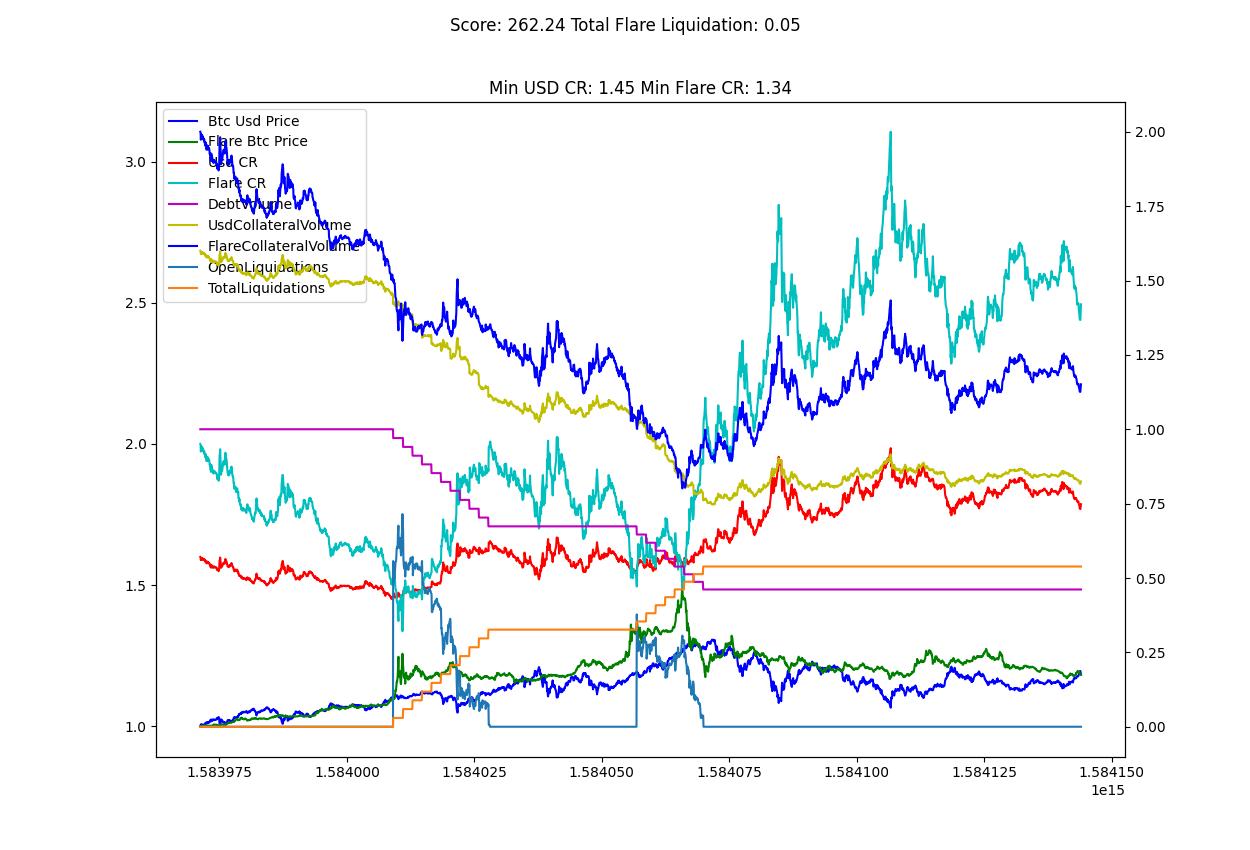 Score: 262.24 Total Flare Liquidation: 0.05
Min USD CR: 1.45 Min Flare CR: 1.34
Btc Usd Price
Flare Btc Price
Usd CR
Flare CR
DebtVolume
UsdCollateralVolume
FlareCollateralVolume
OpenLiquidations
TotalLiquidations
3.0
2.5
2.0
1.5
1.0
2.00
1.75
1.50
1.25
1.00
0.75
0.50
0.25
0.00
1.583975 1.584000 1.584025 1.584050 1.584075 1.584100 1.584125 1.584150
1e15